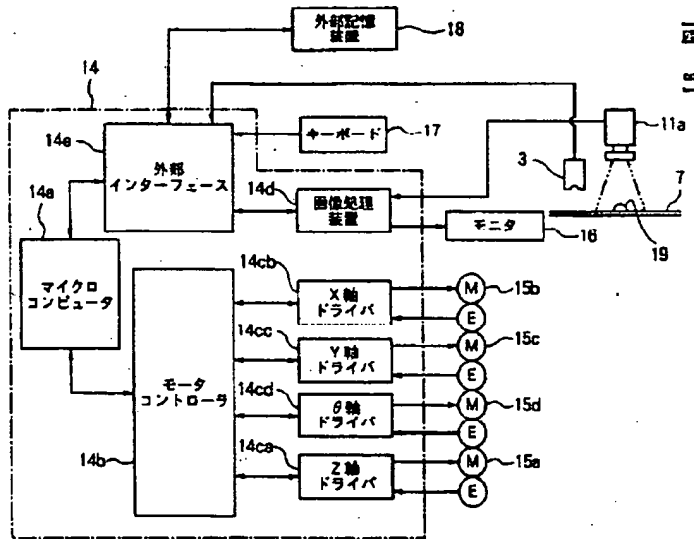 外部記憶
装置
18
14
14e
外部
インターフェース
キーボード
17
11a
3
14a
14d
画像処理
装置
7
モニタ
16
19
マイクロ
コンピュータ
14cb
X軸
ドライバ
M
15b
E
14cc
Y軸
ドライバ
M
15c
E
モータ
コントローラ
14cd
θ軸
ドライバ
M
15d
E
14b
14ca
Z軸
ドライバ
M
15a
E